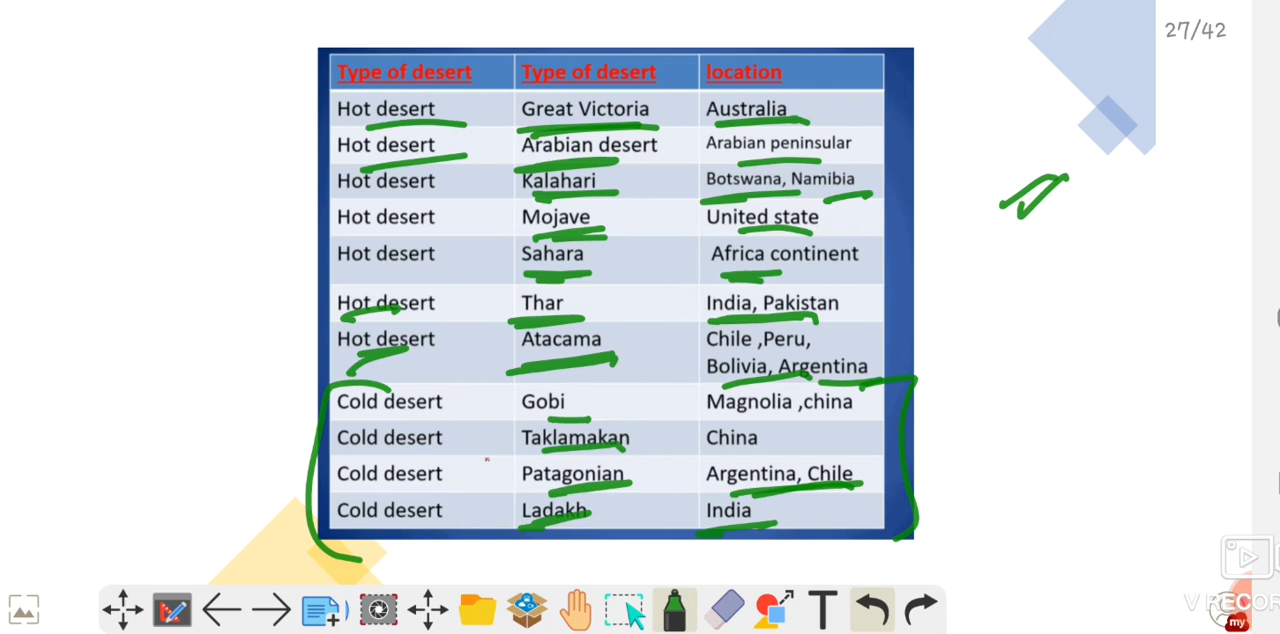 27/42
Type of desert Type of desert location
Hot desert Great Victoria Australia
Hot desert Arabian desert Arabian peninsular
Hot desert Kalahari Botswana, Namibia
Hot desert Mojave United state
Hot desert Sahara Africa continent
Hot desert Thar India, Pakistan
Hot desert Atacama Chile ,Peru,
Bolivia, Argentina
Cold desert Gobi Magnolia ,china
Cold desert Taklamakan China
Cold desert Patagonian Argentina, Chile
Cold desert Ladakh India
V RECOR
my